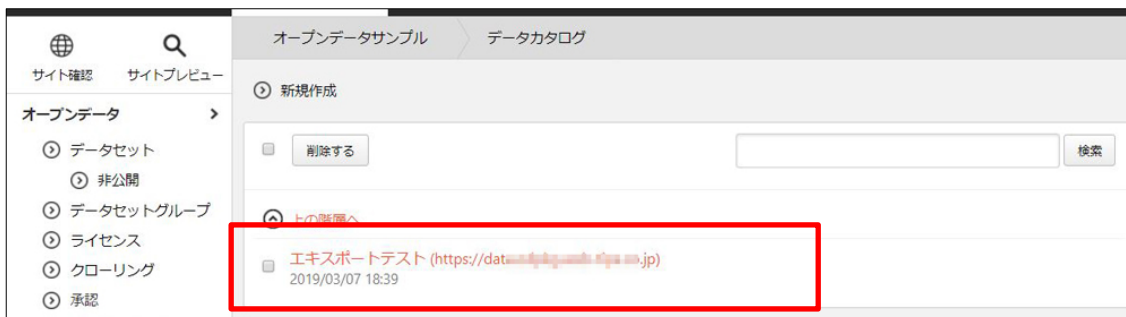 オープンデータサンプル データカタログ
サイト確認 サイトプレビュー
新規作成
オープンデータ
データセット
非公開
データセットグループ
ライセンス
クローリング
承認
削除する 検索
上の階層へ
エキスポートテスト (https://dat .jp)
2019/03/07 18:39